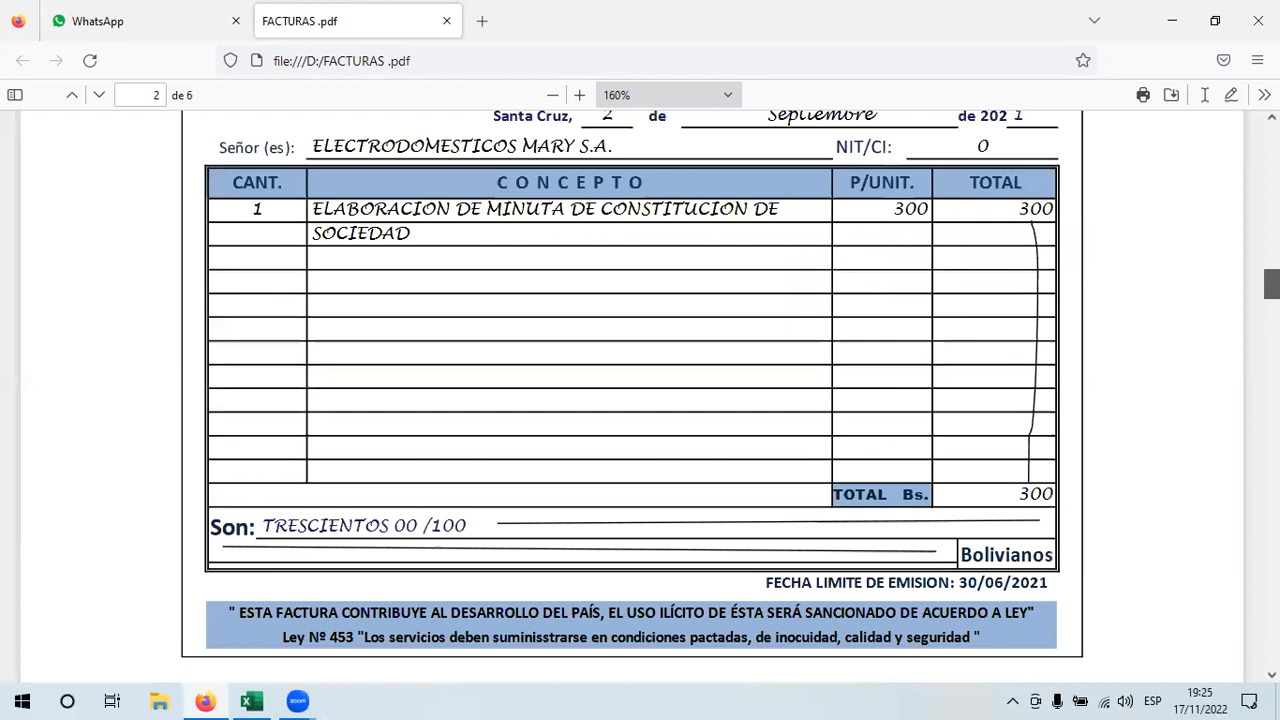 WhatsApp
FACTURAS .pdf
file:///D:/FACTURAS .pdf
2 de 6
160%
Santa Cruz, 2 de Septiembre de 2021
Señor (es): ELECTRODOMESTICOS MARY S.A. NIT/CI: 0
CANT. CONCEPTO P/UNIT. TOTAL
1 ELABORACION DE MINUTA DE CONSTITUCION DE 300 300
SOCIEDAD
TOTAL Bs. 300
Son: TRESCIENTOS 00 /100
Bolivianos
FECHA LIMITE DE EMISION: 30/06/2021
" ESTA FACTURA CONTRIBUYE AL DESARROLLO DEL PAÍS, EL USO ILÍCITO DE ÉSTA SERÁ SANCIONADO DE ACUERDO A LEY"
Ley Nº 453 "Los servicios deben suminisstrarse en condiciones pactadas, de inocuidad, calidad y seguridad "
zoom
ESP
19:25
17/11/2022